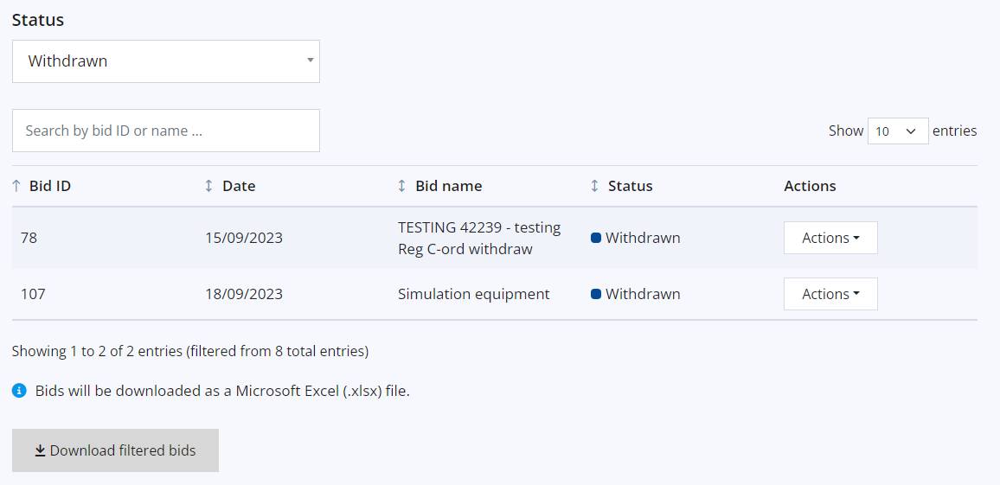 Status
Withdrawn
Search by bid ID or name ...
Show 10 entries
Bid ID Date Bid name Status Actions
78 15/09/2023 TESTING 42239 - testing Reg C-ord withdraw Withdrawn Actions
107 18/09/2023 Simulation equipment Withdrawn Actions
Showing 1 to 2 of 2 entries (filtered from 8 total entries)
Bids will be downloaded as a Microsoft Excel (.xlsx) file.
Download filtered bids